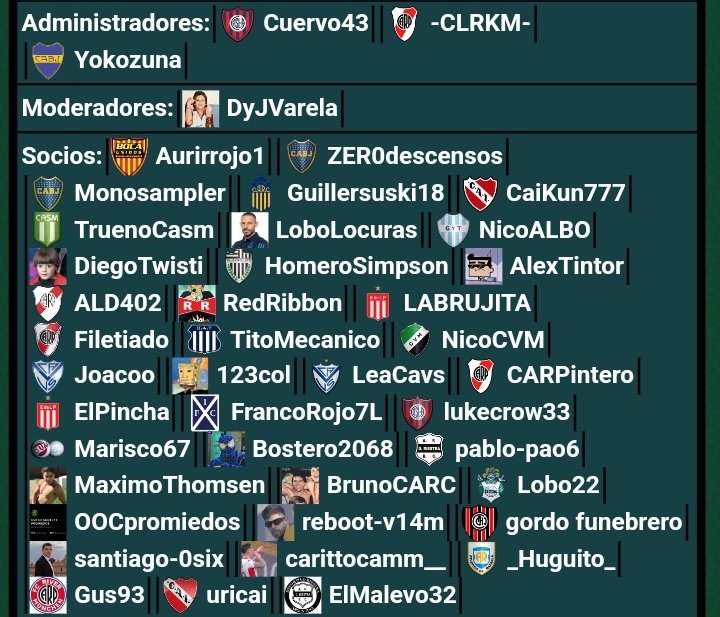 Administradores: Cuervo43 -CLRKM-
Yokozuna
Moderadores: DyJVarela
Socios: Aurirrojo1 ZER0descensos
Monosampler Guillersuski18 CaiKun777
TruenoCasm LoboLocuras NicoALBO
DiegoTwisti HomeroSimpson AlexTintor
ALD402 RedRibbon LABRUJITA
Filetiado TitoMecanico NicoCVM
Joacoo 123col LeaCavs CARPintero
ElPincha FrancoRojo7L lukecrow33
Marisco67 Bostero2068 pablo-pao6
MaximoThomsen BrunoCARC Lobo22
OOCpromiedos reboot-v14m gordo funebrero
santiago-0six carittocamm__ _Huguito_
Gus93 uricai ElMalevo32